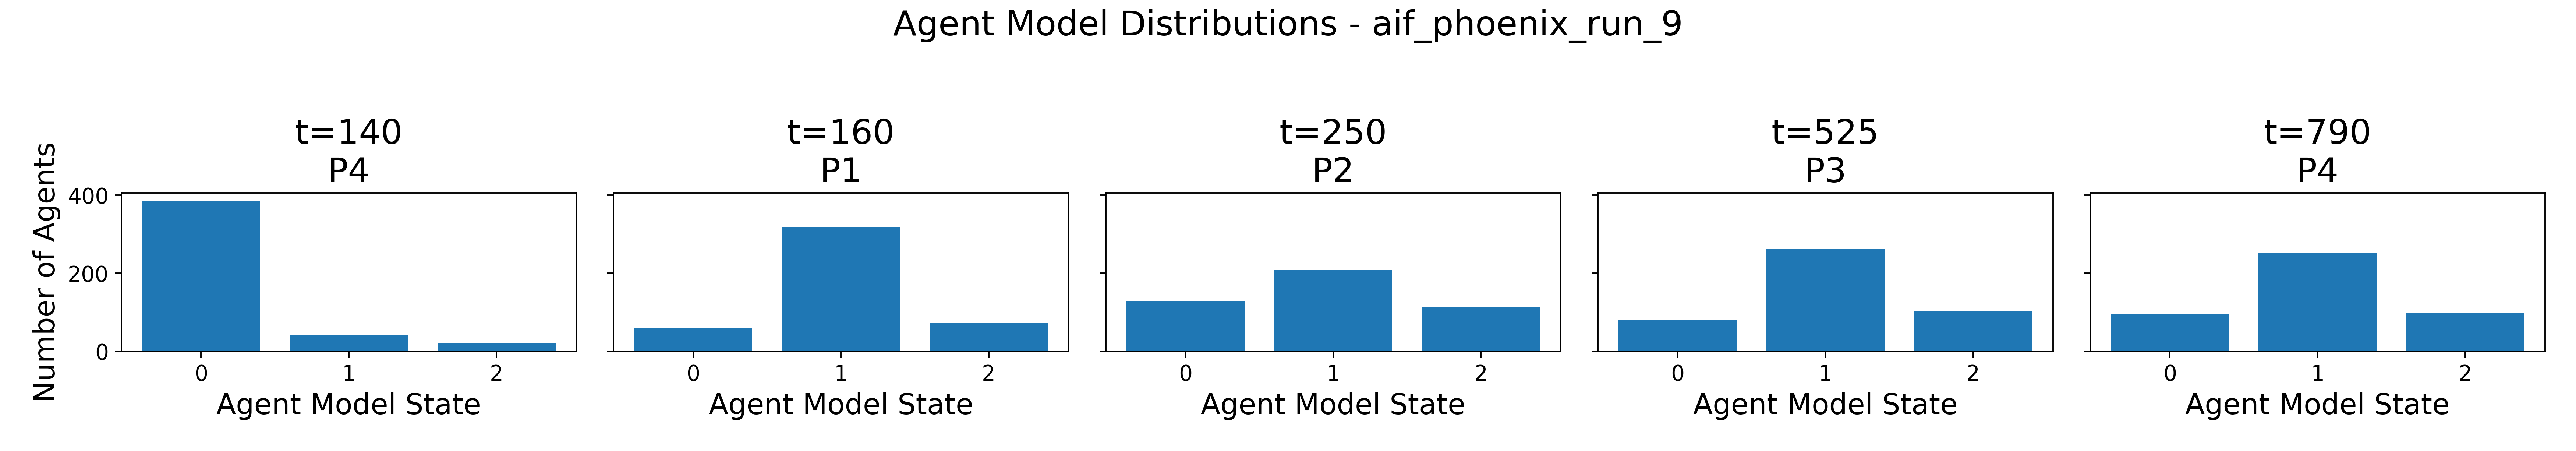 Agent Model Distributions - aif_phoenix_run_9
t=140
P4
t=160
P1
t=250
P2
t=525
P3
t=790
P4
Number of Agents
400
200
0
0 1 2
Agent Model State
0 1 2
Agent Model State
0 1 2
Agent Model State
0 1 2
Agent Model State
0 1 2
Agent Model State